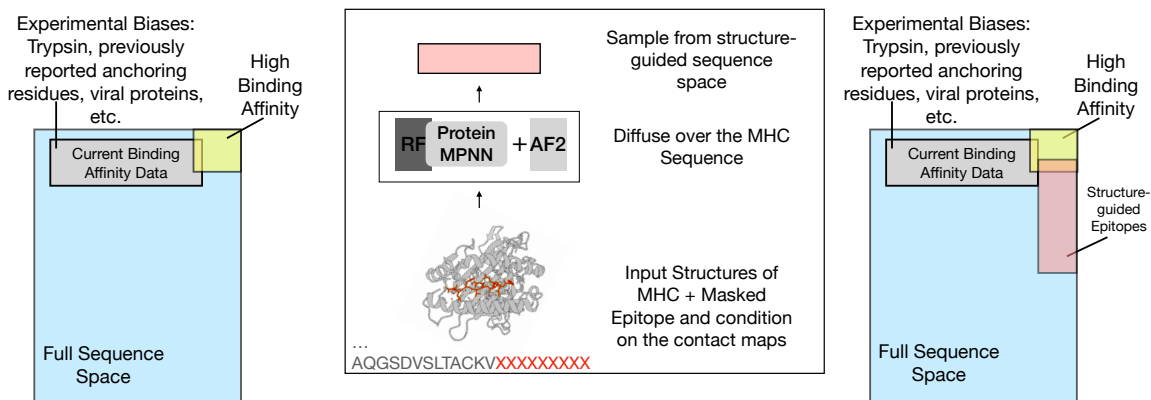 Experimental Biases:
Trypsin, previously
reported anchoring
residues, viral proteins,
etc.
High
Binding
Affinity
Current Binding
Affinity Data
Full Sequence
Space
Sample from structure-
guided sequence
space
RF
Protein
MPNN
+
AF2
Diffuse over the MHC
Sequence
Input Structures of
MHC + Masked
Epitope and condition
on the contact maps
...
AQGSDVSLTACKVXXXXXXXXX
Experimental Biases:
Trypsin, previously
reported anchoring
residues, viral proteins,
etc.
High
Binding
Affinity
Current Binding
Affinity Data
Structure-
guided
Epitopes
Full Sequence
Space